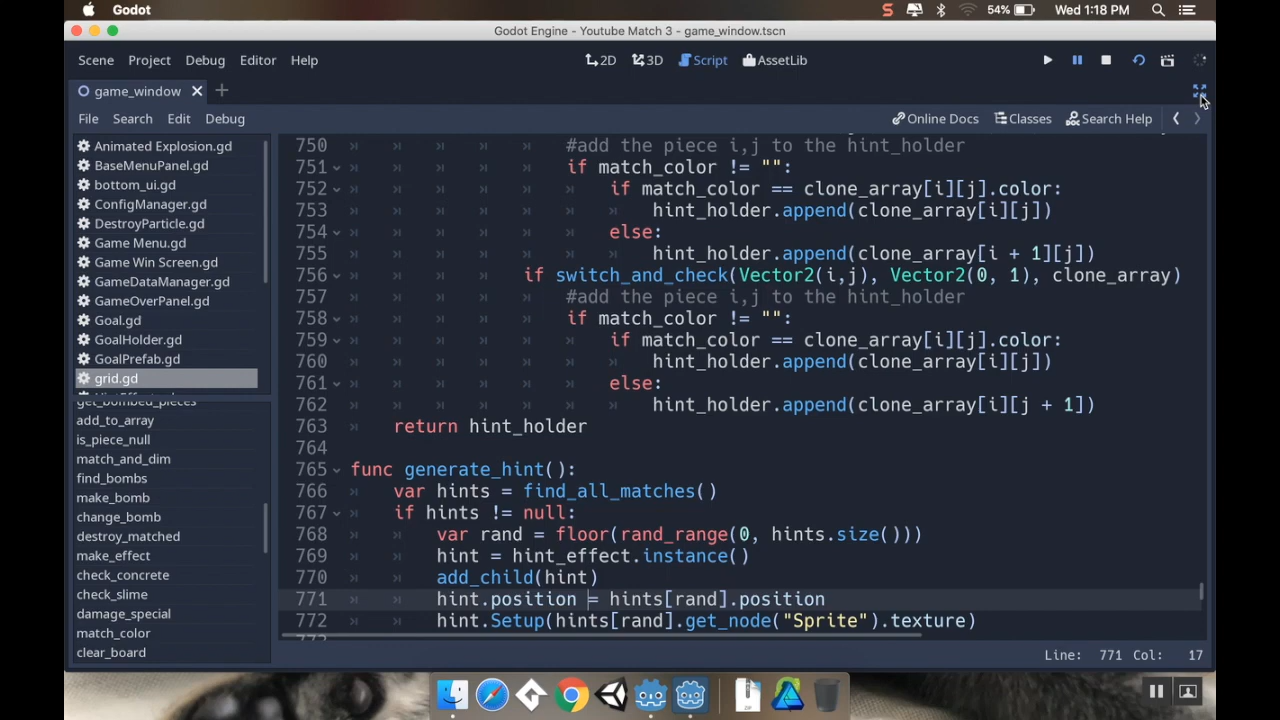 Godot 54% Wed 1:18 PM
Godot Engine - Youtube Match 3 - game_window.tscn
Scene Project Debug Editor Help 2D 3D Script AssetLib
game_window
File Search Edit Debug Online Docs Classes Search Help
Animated Explosion.gd
BaseMenuPanel.gd
bottom_ui.gd
ConfigManager.gd
DestroyParticle.gd
Game Menu.gd
Game Win Screen.gd
GameDataManager.gd
GameOverPanel.gd
Goal.gd
GoalHolder.gd
GoalPrefab.gd
grid.gd
get_bombed_pieces
add_to_array
is_piece_null
match_and_dim
find_bombs
make_bomb
change_bomb
destroy_matched
make_effect
check_concrete
check_slime
damage_special
match_color
clear_board
750 #add the piece i,j to the hint_holder
751 if match_color != "":
752 if match_color == clone_array[i][j].color:
753 hint_holder.append(clone_array[i][j])
754 else:
755 hint_holder.append(clone_array[i + 1][j])
756 if switch_and_check(Vector2(i,j), Vector2(0, 1), clone_array)
757 #add the piece i,j to the hint_holder
758 if match_color != "":
759 if match_color == clone_array[i][j].color:
760 hint_holder.append(clone_array[i][j])
761 else:
762 hint_holder.append(clone_array[i][j + 1])
763 return hint_holder
764
765 func generate_hint():
766 var hints = find_all_matches()
767 if hints != null:
768 var rand = floor(rand_range(0, hints.size()))
769 hint = hint_effect.instance()
770 add_child(hint)
771 hint.position = hints[rand].position
772 hint.Setup(hints[rand].get_node("Sprite").texture)
Line: 771 Col: 17